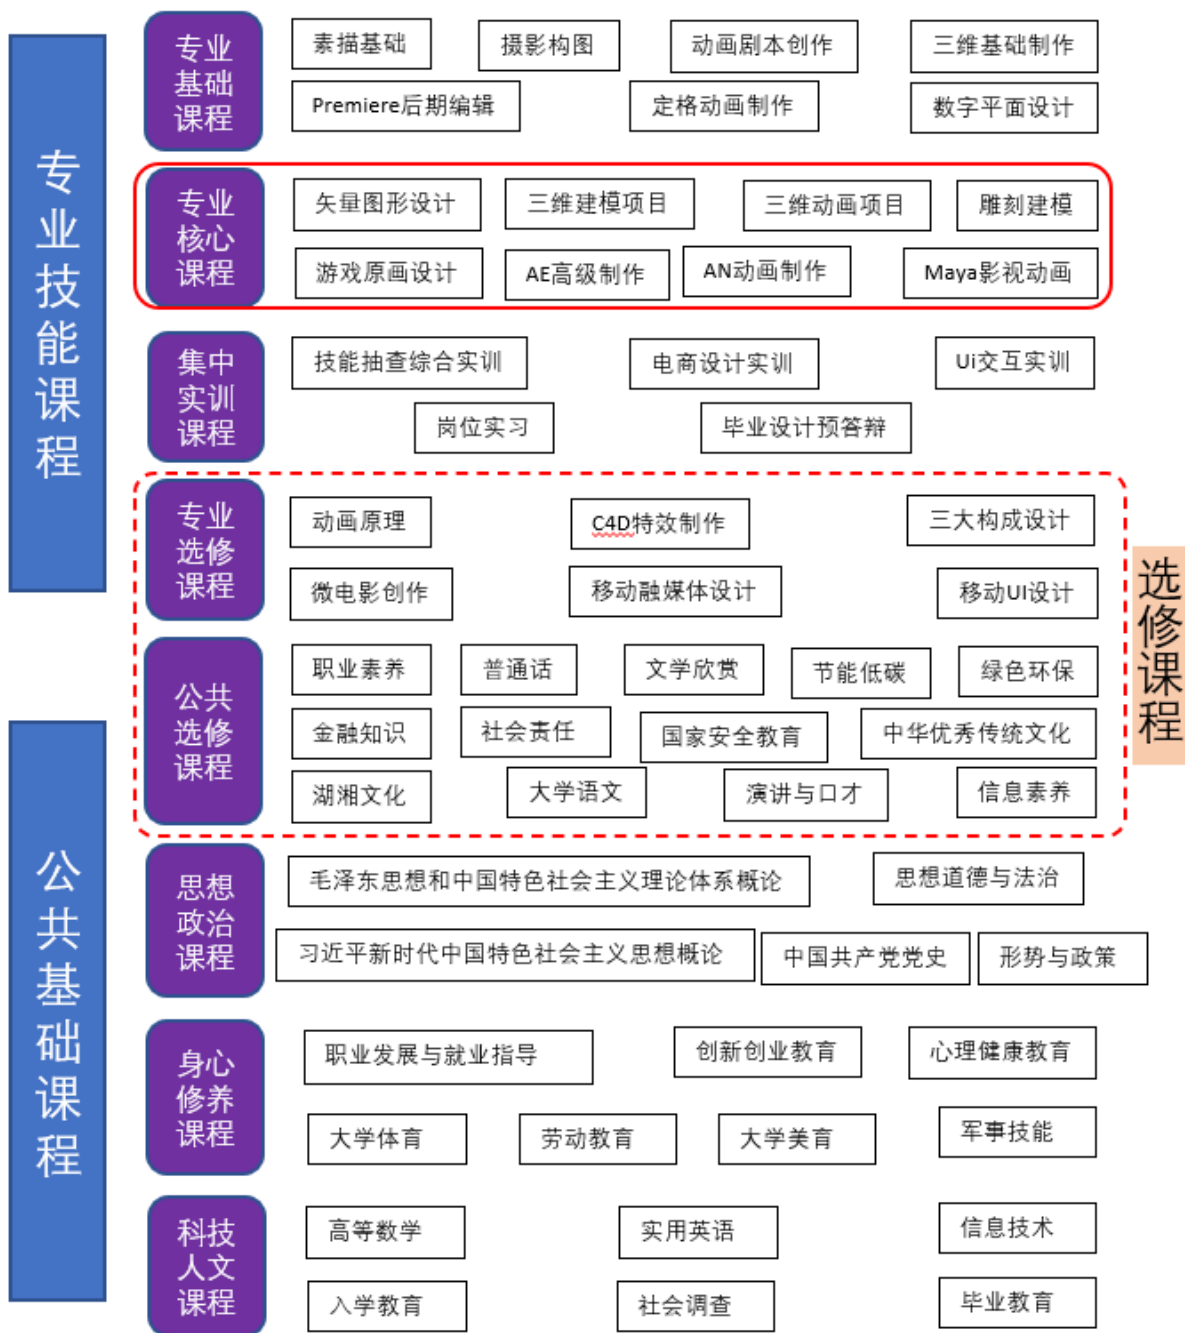 专业技能课程
专业基础课程
素描基础
摄影构图
动画剧本创作
三维基础制作
Premiere后期编辑
定格动画制作
数字平面设计
专业核心课程
矢量图形设计
三维建模项目
三维动画项目
雕刻建模
游戏原画设计
AE高级制作
AN动画制作
Maya影视动画
集中实训课程
技能抽查综合实训
电商设计实训
Ui交互实训
岗位实习
毕业设计预答辩
专业选修课程
动画原理
C4D特效制作
三大构成设计
微电影创作
移动融媒体设计
移动UI设计
选修课程
公共基础课程
公共选修课程
职业素养
普通话
文学欣赏
节能低碳
绿色环保
金融知识
社会责任
国家安全教育
中华优秀传统文化
湖湘文化
大学语文
演讲与口才
信息素养
思想政治课程
毛泽东思想和中国特色社会主义理论体系概论
思想道德与法治
习近平新时代中国特色社会主义思想概论
中国共产党党史
形势与政策
身心修养课程
职业发展与就业指导
创新创业教育
心理健康教育
大学体育
劳动教育
大学美育
军事技能
科技人文课程
高等数学
实用英语
信息技术
入学教育
社会调查
毕业教育